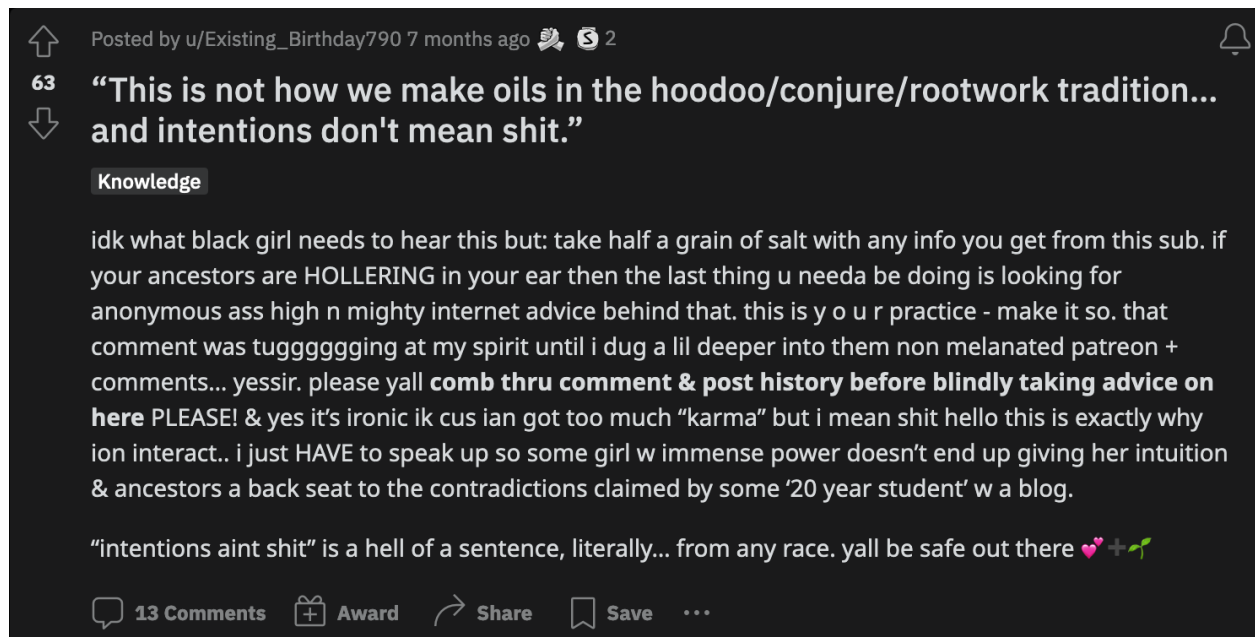 Posted by u/Existing_Birthday790 7 months ago 2
63
“This is not how we make oils in the hoodoo/conjure/rootwork tradition...
and intentions don't mean shit.”
Knowledge
idk what black girl needs to hear this but: take half a grain of salt with any info you get from this sub. if
your ancestors are HOLLERING in your ear then the last thing u needa be doing is looking for
anonymous ass high n mighty internet advice behind that. this is y o u r practice - make it so. that
comment was tugggggging at my spirit until i dug a lil deeper into them non melanated patreon +
comments... yessir. please yall comb thru comment & post history before blindly taking advice on
here PLEASE! & yes it’s ironic ik cus ian got too much “karma” but i mean shit hello this is exactly why
ion interact.. i just HAVE to speak up so some girl w immense power doesn’t end up giving her intuition
& ancestors a back seat to the contradictions claimed by some ‘20 year student’ w a blog.
“intentions aint shit” is a hell of a sentence, literally... from any race. yall be safe out there 💕➕🌱
13 Comments Award Share Save ...